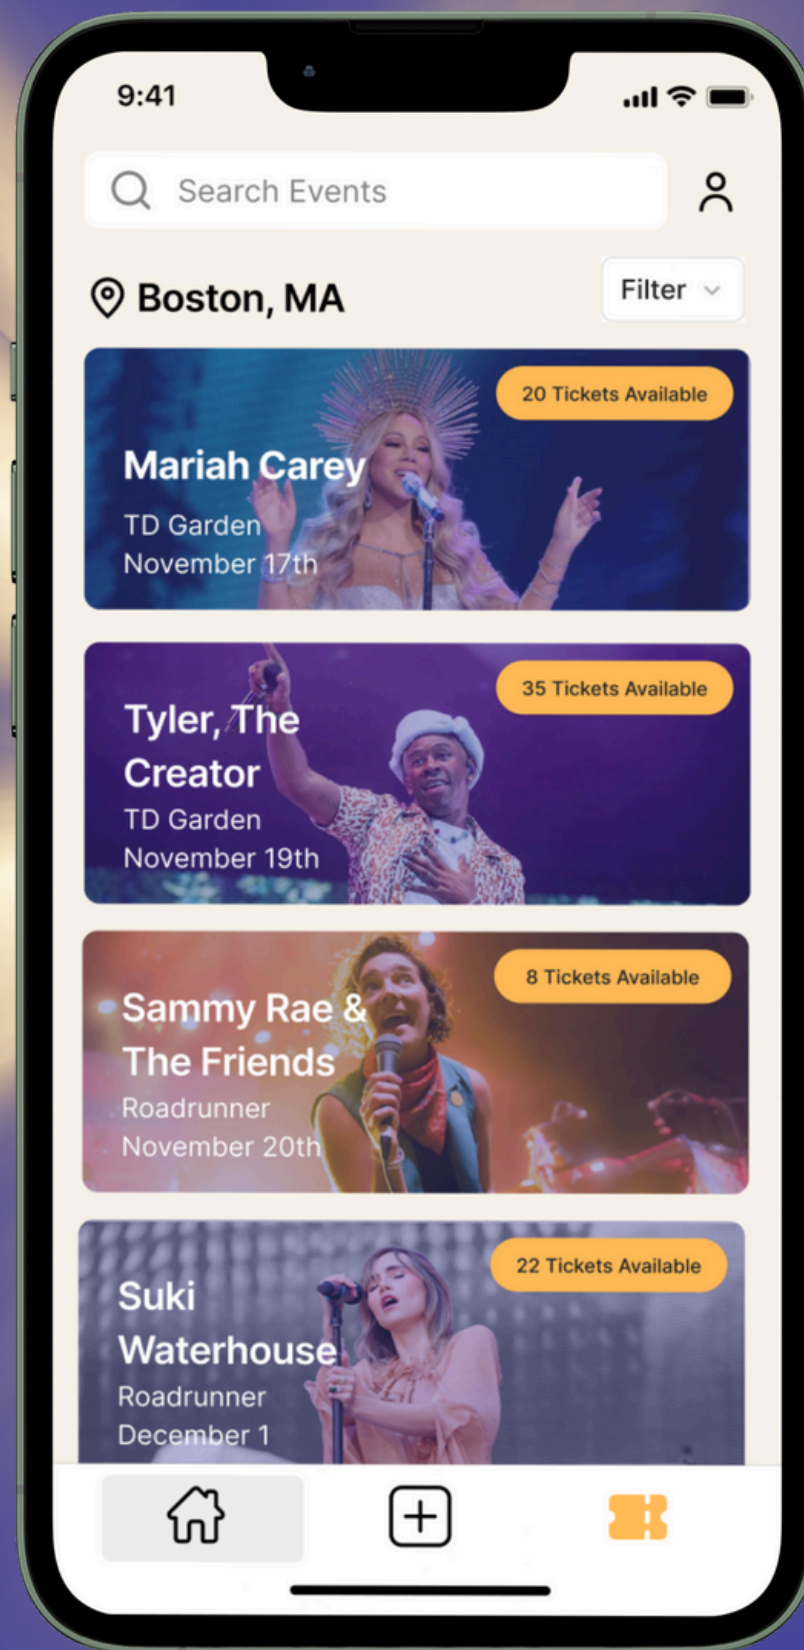 9:41
Search Events
Boston, MA
Filter
20 Tickets Available
Mariah Carey
TD Garden
November 17th
35 Tickets Available
Tyler, The
Creator
TD Garden
November 19th
8 Tickets Available
Sammy Rae &
The Friends
Roadrunner
November 20th
22 Tickets Available
Suki
Waterhouse
Roadrunner
December 1